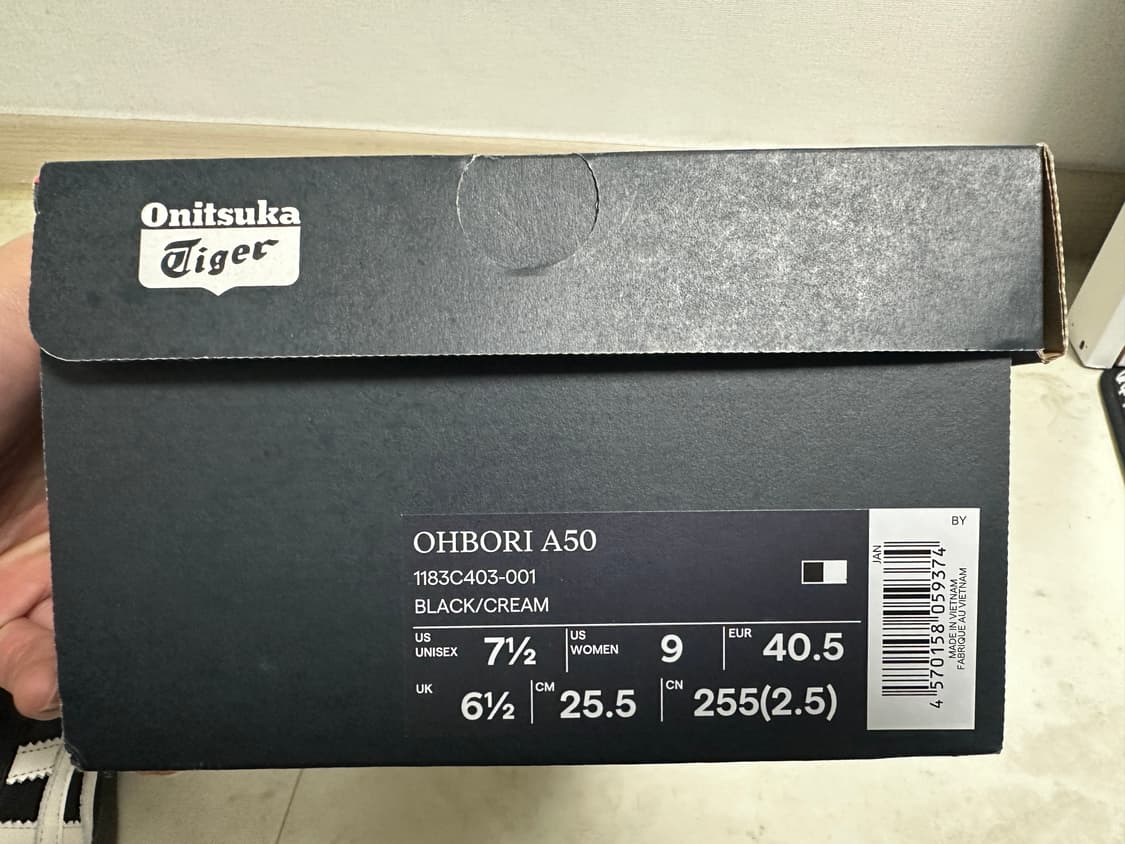 Onitsuka
Tiger
OHBORI A50
1183C403-001
BLACK/CREAM
US UNISEX 7½
US WOMEN 9
EUR 40.5
UK 6½
CM 25.5
CN 255(2.5)
BY
JAN
4 570158 059374
MADE IN VIETNAM
FABRIQUE AU VIETNAM